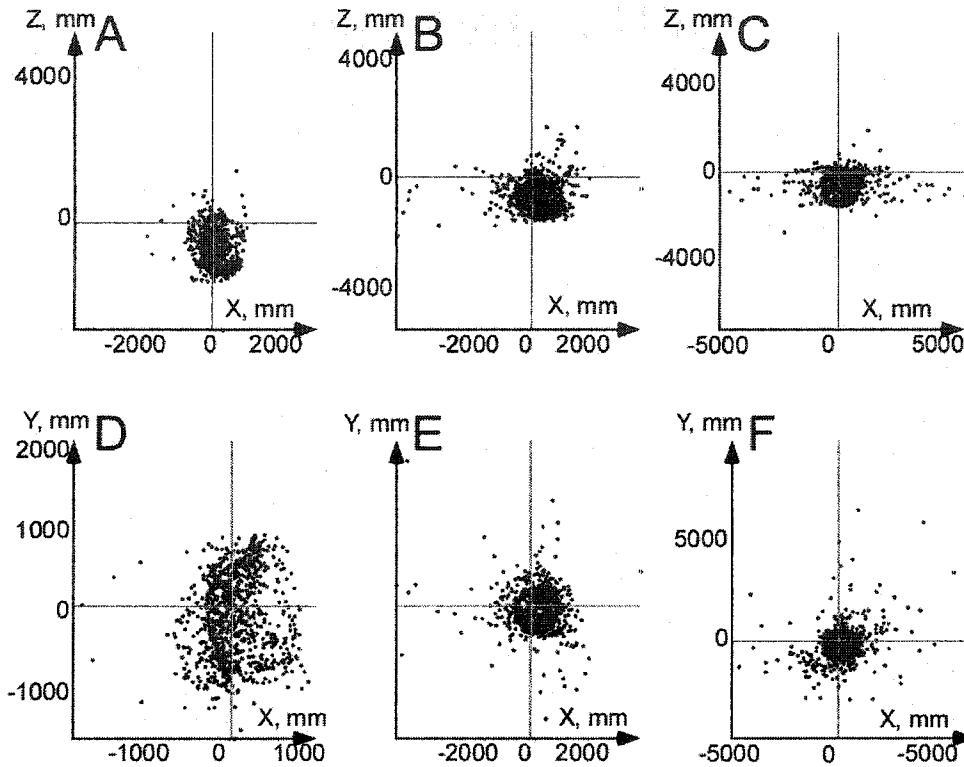 Z, mm A
4000
0
X, mm
-2000 0 2000
Z, mm B
4000
0
-4000
X, mm
-2000 0 2000
Z, mm C
4000
0
-4000
X, mm
-5000 0 5000
Y, mm D
2000
1000
0
-1000
X, mm
-1000 0 1000
Y, mm E
X, mm
-2000 0 2000
Y, mm F
5000
0
X, mm
-5000 0 -5000